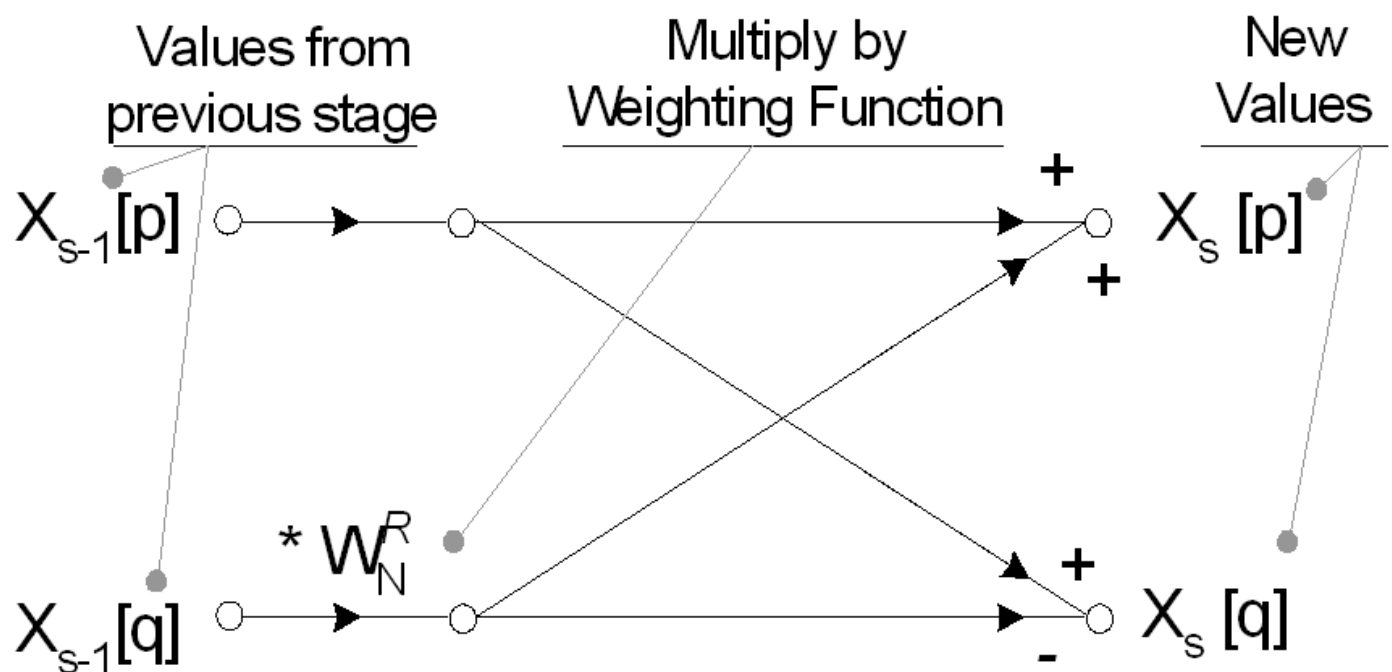 Values from
previous stage
Multiply by
Weighting Function
New
Values
X_{s-1}[p]
+
+
X_s [p]
* W_N^R
X_{s-1}[q]
+
-
X_s [q]